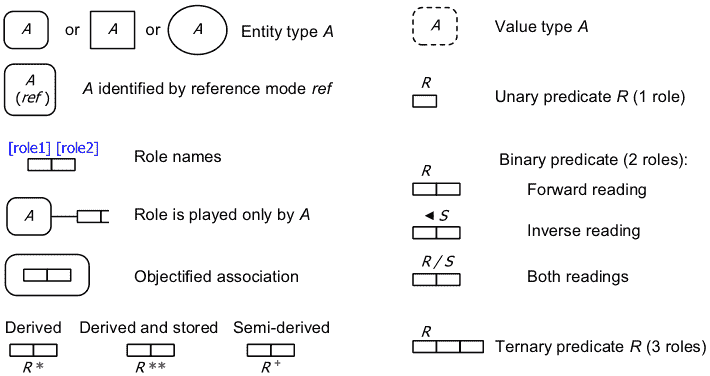 A or A or A Entity type A
A Value type A
A
(ref)
A identified by reference mode ref
R
Unary predicate R (1 role)
[role1] [role2]
Role names
Binary predicate (2 roles):
R
Forward reading
A
Role is played only by A
◄ S
Inverse reading
Objectified association
R / S
Both readings
Derived Derived and stored Semi-derived
R * R ** R +
R
Ternary predicate R (3 roles)